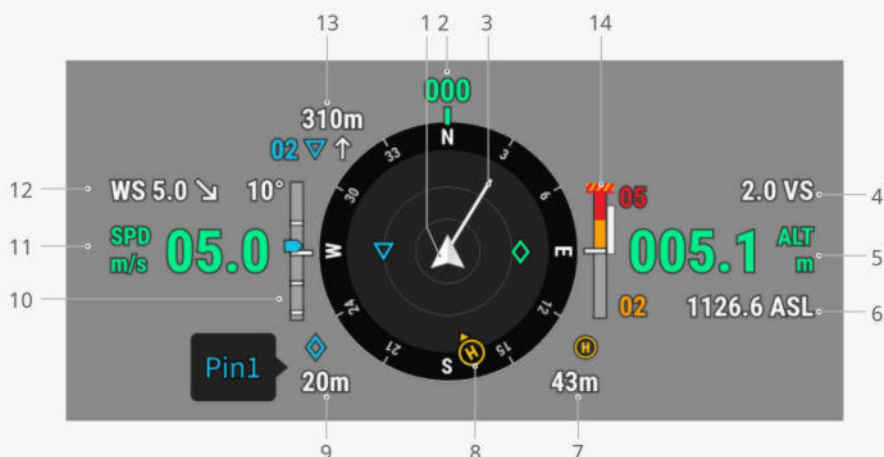 13 1 2 3 14
000
310m
02
N
33 3
12 WS 5.0 10° 30 6 05 2.0 VS 4
11 SPD m/s 05.0 W E 005.1 ALT m 5
10 24 12 02 1126.6 ASL 6
Pin1 21 S H 15 H
20m 43m
9 8 7